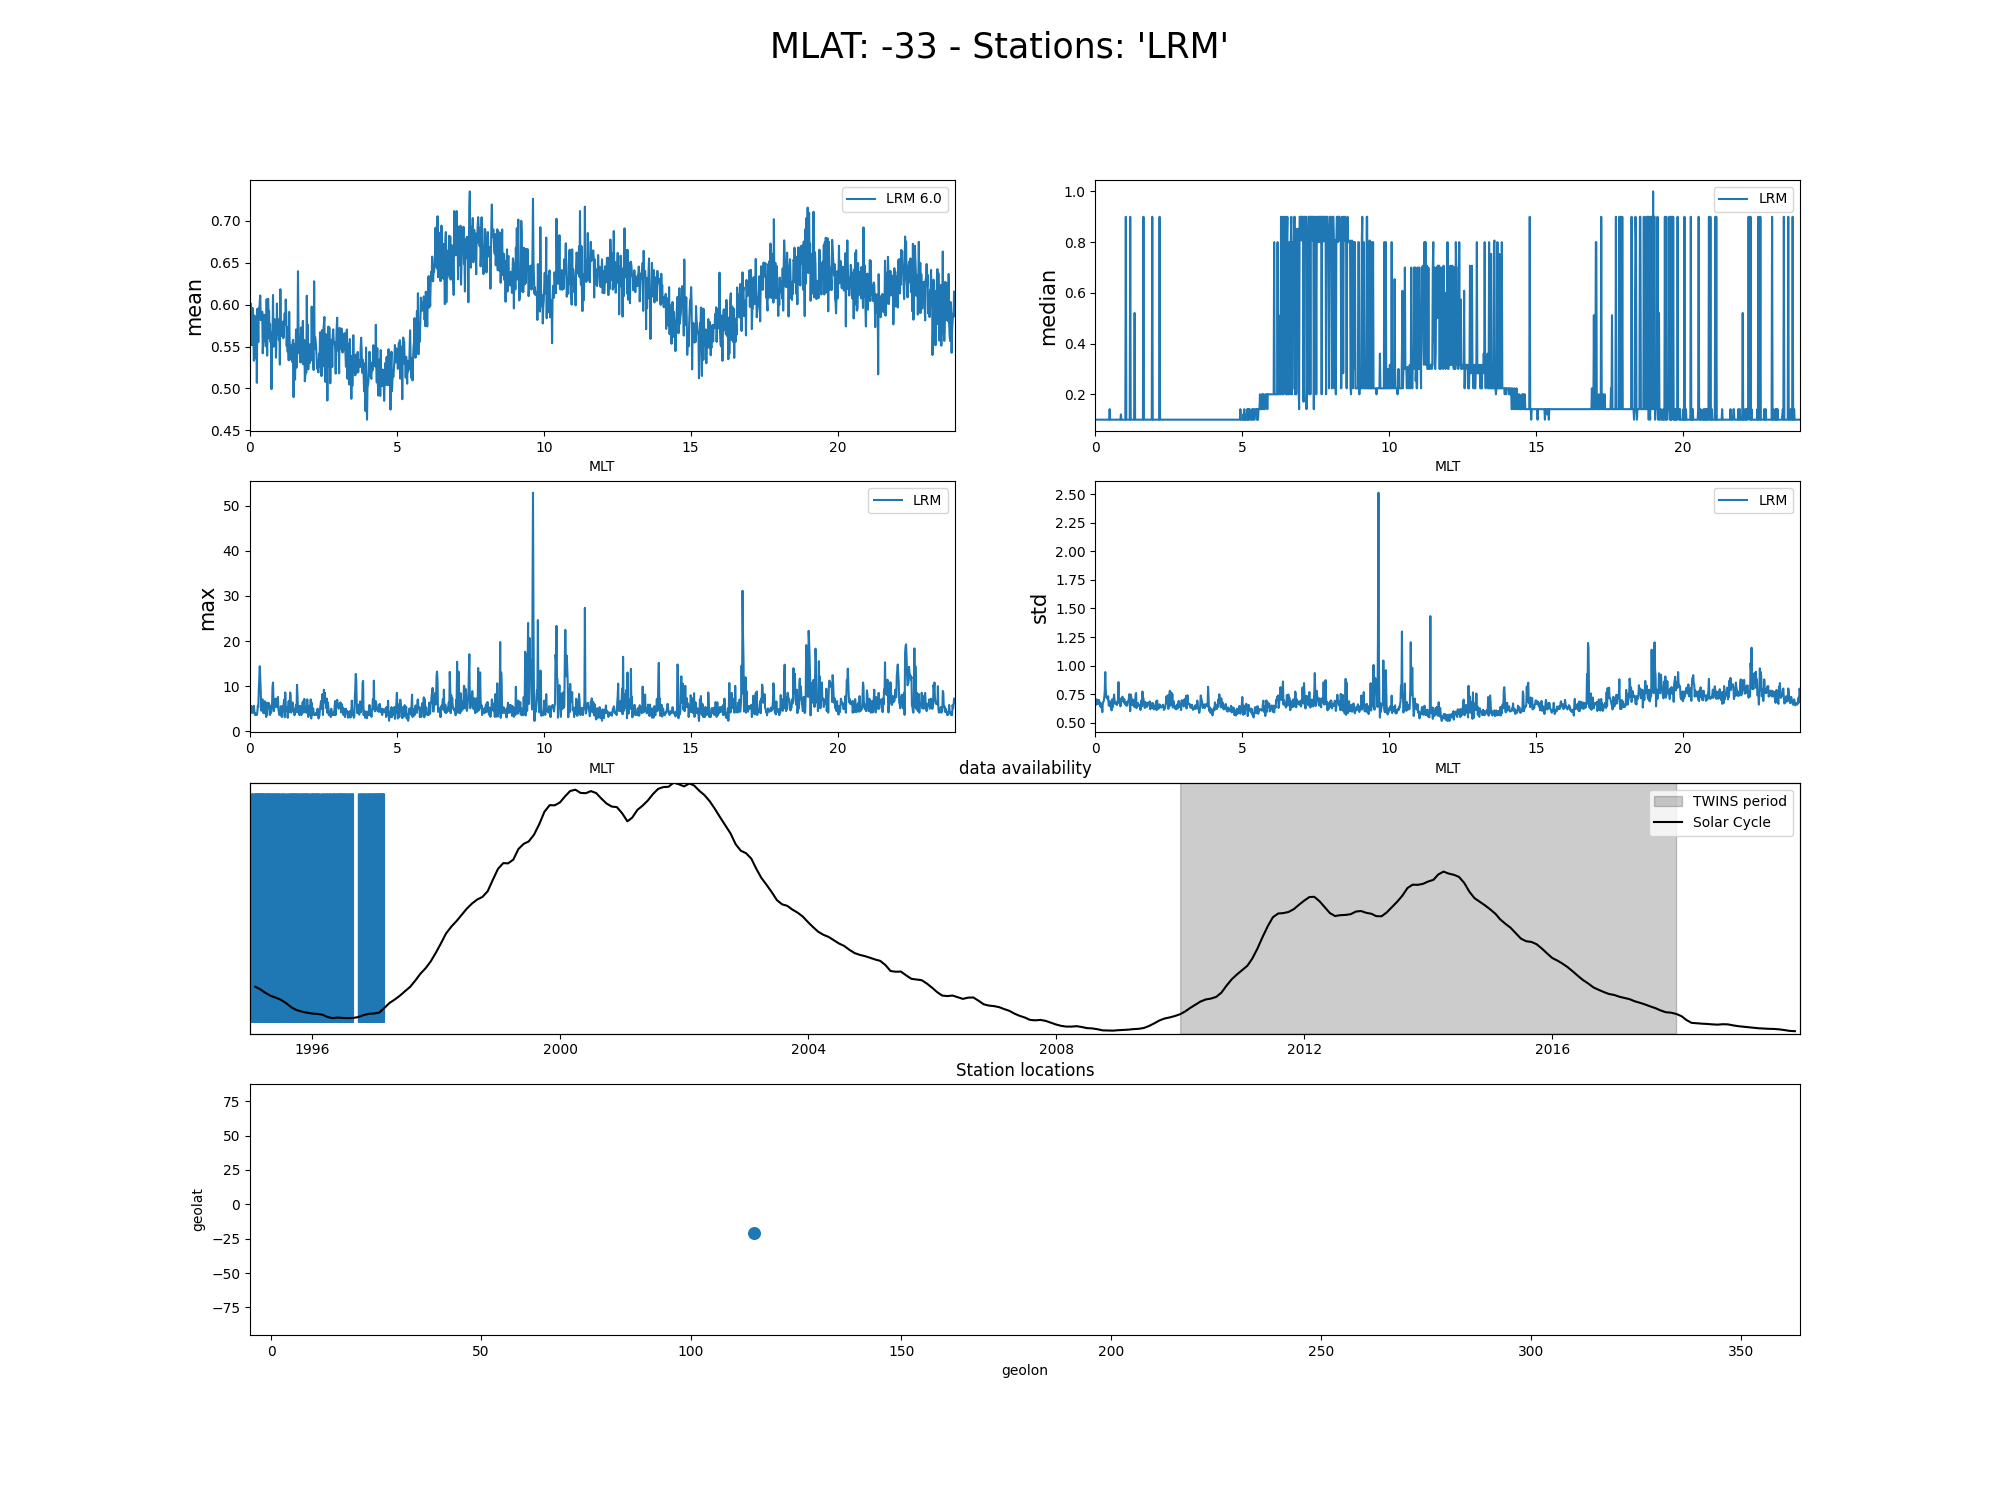 MLAT: -33 - Stations: 'LRM'
mean
0.70
0.65
0.60
0.55
0.50
0.45
LRM 6.0
0 5 10 15 20
MLT
median
1.0
0.8
0.6
0.4
0.2
LRM
0 5 10 15 20
MLT
max
50
40
30
20
10
0
LRM
0 5 10 15 20
MLT
std
2.50
2.25
2.00
1.75
1.50
1.25
1.00
0.75
0.50
LRM
0 5 10 15 20
MLT
data availability
TWINS period
Solar Cycle
1996 2000 2004 2008 2012 2016
Station locations
geolat
75
50
25
0
−25
−50
−75
0 50 100 150 200 250 300 350
geolon